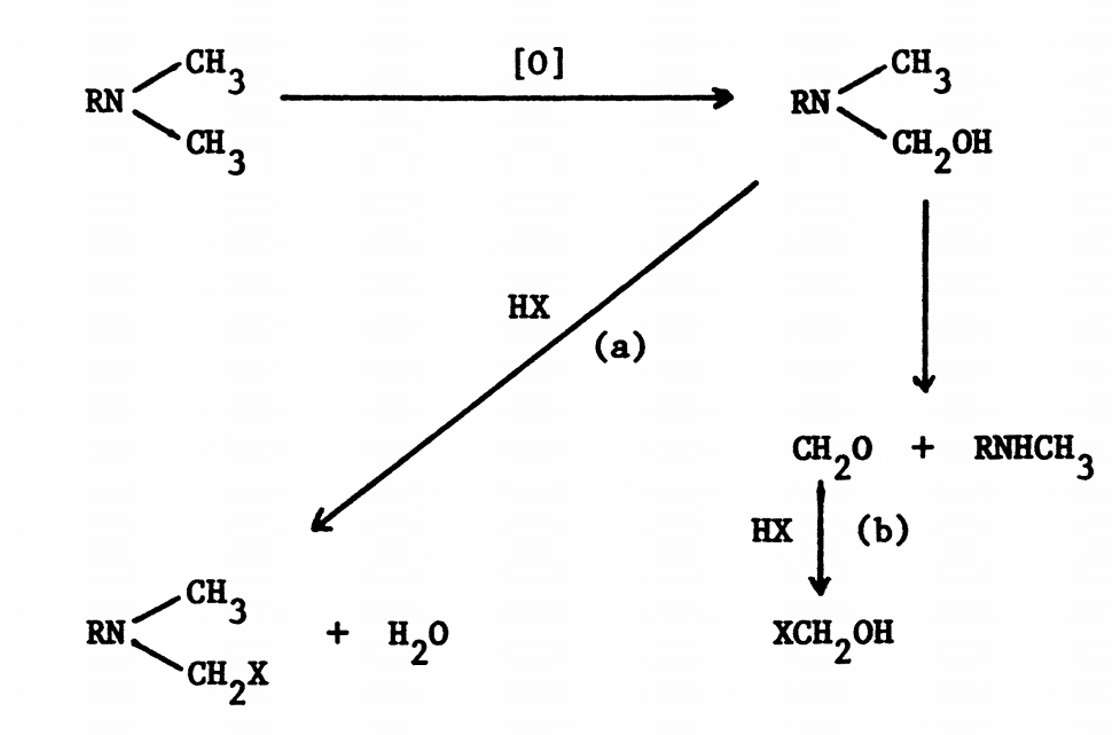 CH3 [O] CH3
RN RN
CH3 CH2OH
HX
(a)
CH2O + RNHCH3
HX (b)
CH3
RN + H2O XCH2OH
CH2X